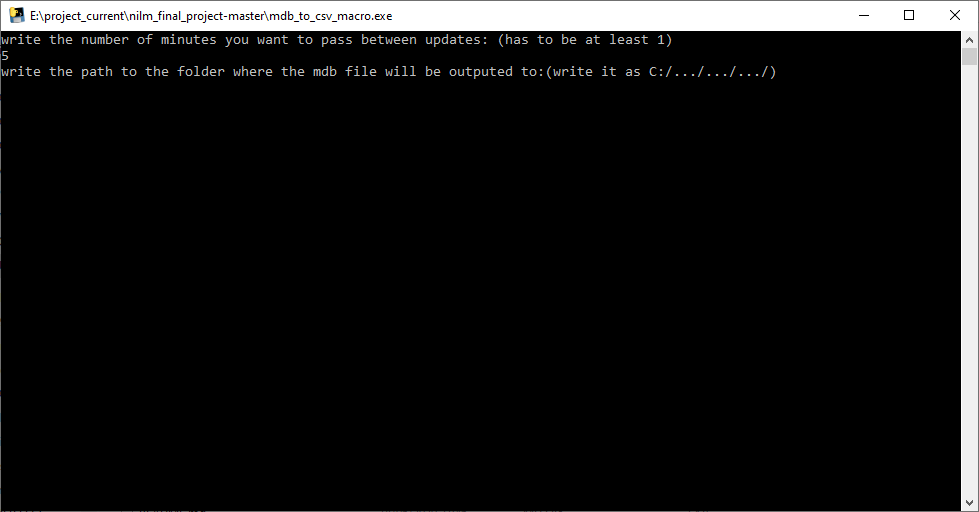 E:\project_current\nilm_final_project-master\mdb_to_csv_macro.exe
write the number of minutes you want to pass between updates: (has to be at least 1)
5
write the path to the folder where the mdb file will be outputed to:(write it as C:/.../.../.../)